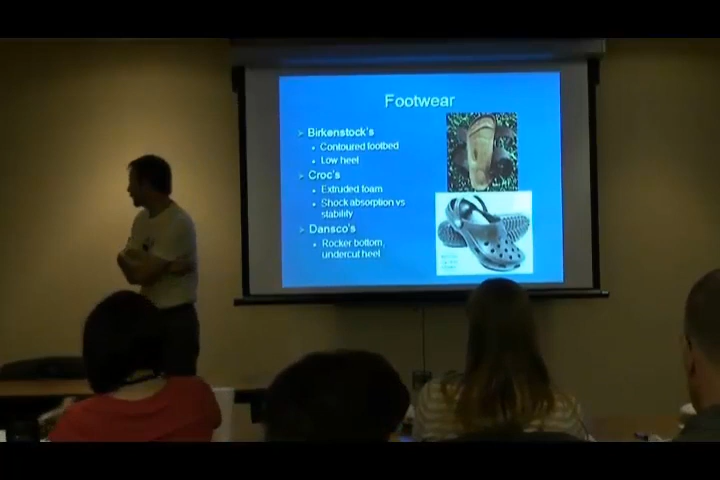 Footwear
Birkenstock's
Contoured footbed
Low heel
Croc's
Extruded foam
Shock absorption vs
stability
Dansco's
Rocker bottom,
undercut heel